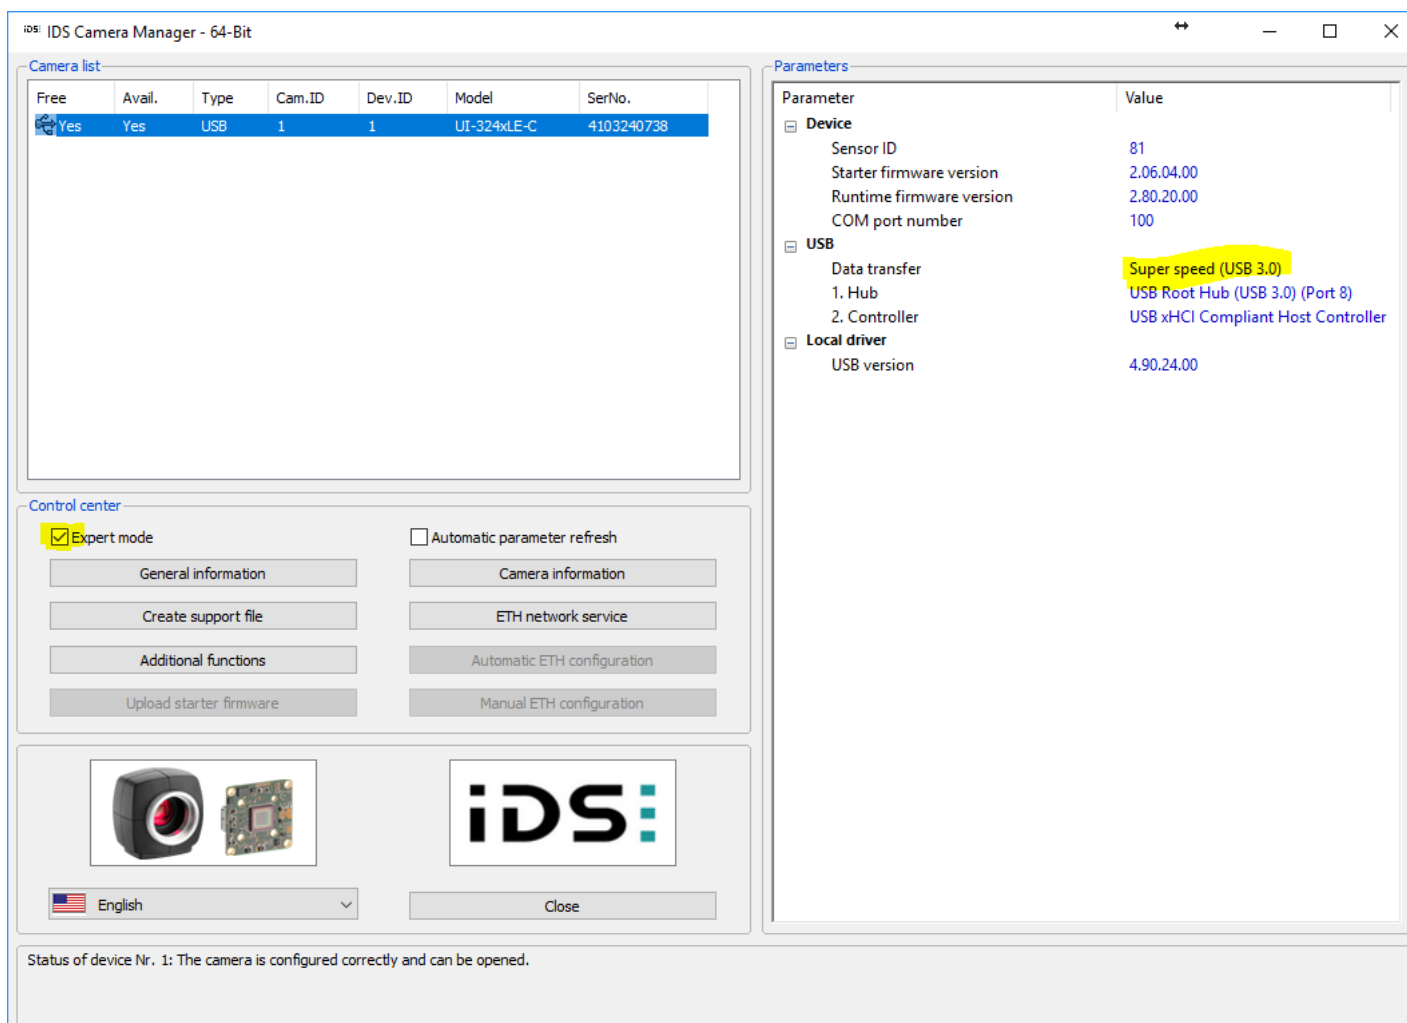 iDS: IDS Camera Manager - 64-Bit
Camera list
Free Avail. Type Cam.ID Dev.ID Model SerNo.
Yes Yes USB 1 1 UI-324xLE-C 4103240738
Control center
Expert mode Automatic parameter refresh
General information Camera information
Create support file ETH network service
Additional functions Automatic ETH configuration
Upload starter firmware Manual ETH configuration
iDS:
English Close
Parameters
Parameter Value
Device
Sensor ID 81
Starter firmware version 2.06.04.00
Runtime firmware version 2.80.20.00
COM port number 100
USB
Data transfer Super speed (USB 3.0)
1. Hub USB Root Hub (USB 3.0) (Port 8)
2. Controller USB xHCI Compliant Host Controller
Local driver
USB version 4.90.24.00
Status of device Nr. 1: The camera is configured correctly and can be opened.